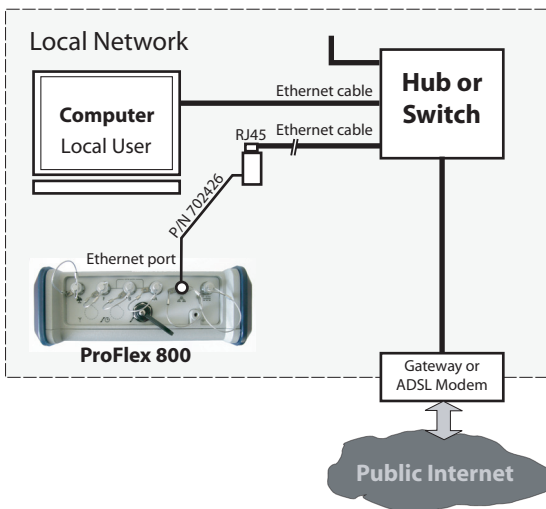 Local Network
Computer
Local User
Ethernet cable
Hub or
Switch
RJ45
Ethernet cable
P/N 702426
Ethernet port
ProFlex 800
Gateway or
ADSL Modem
Public Internet